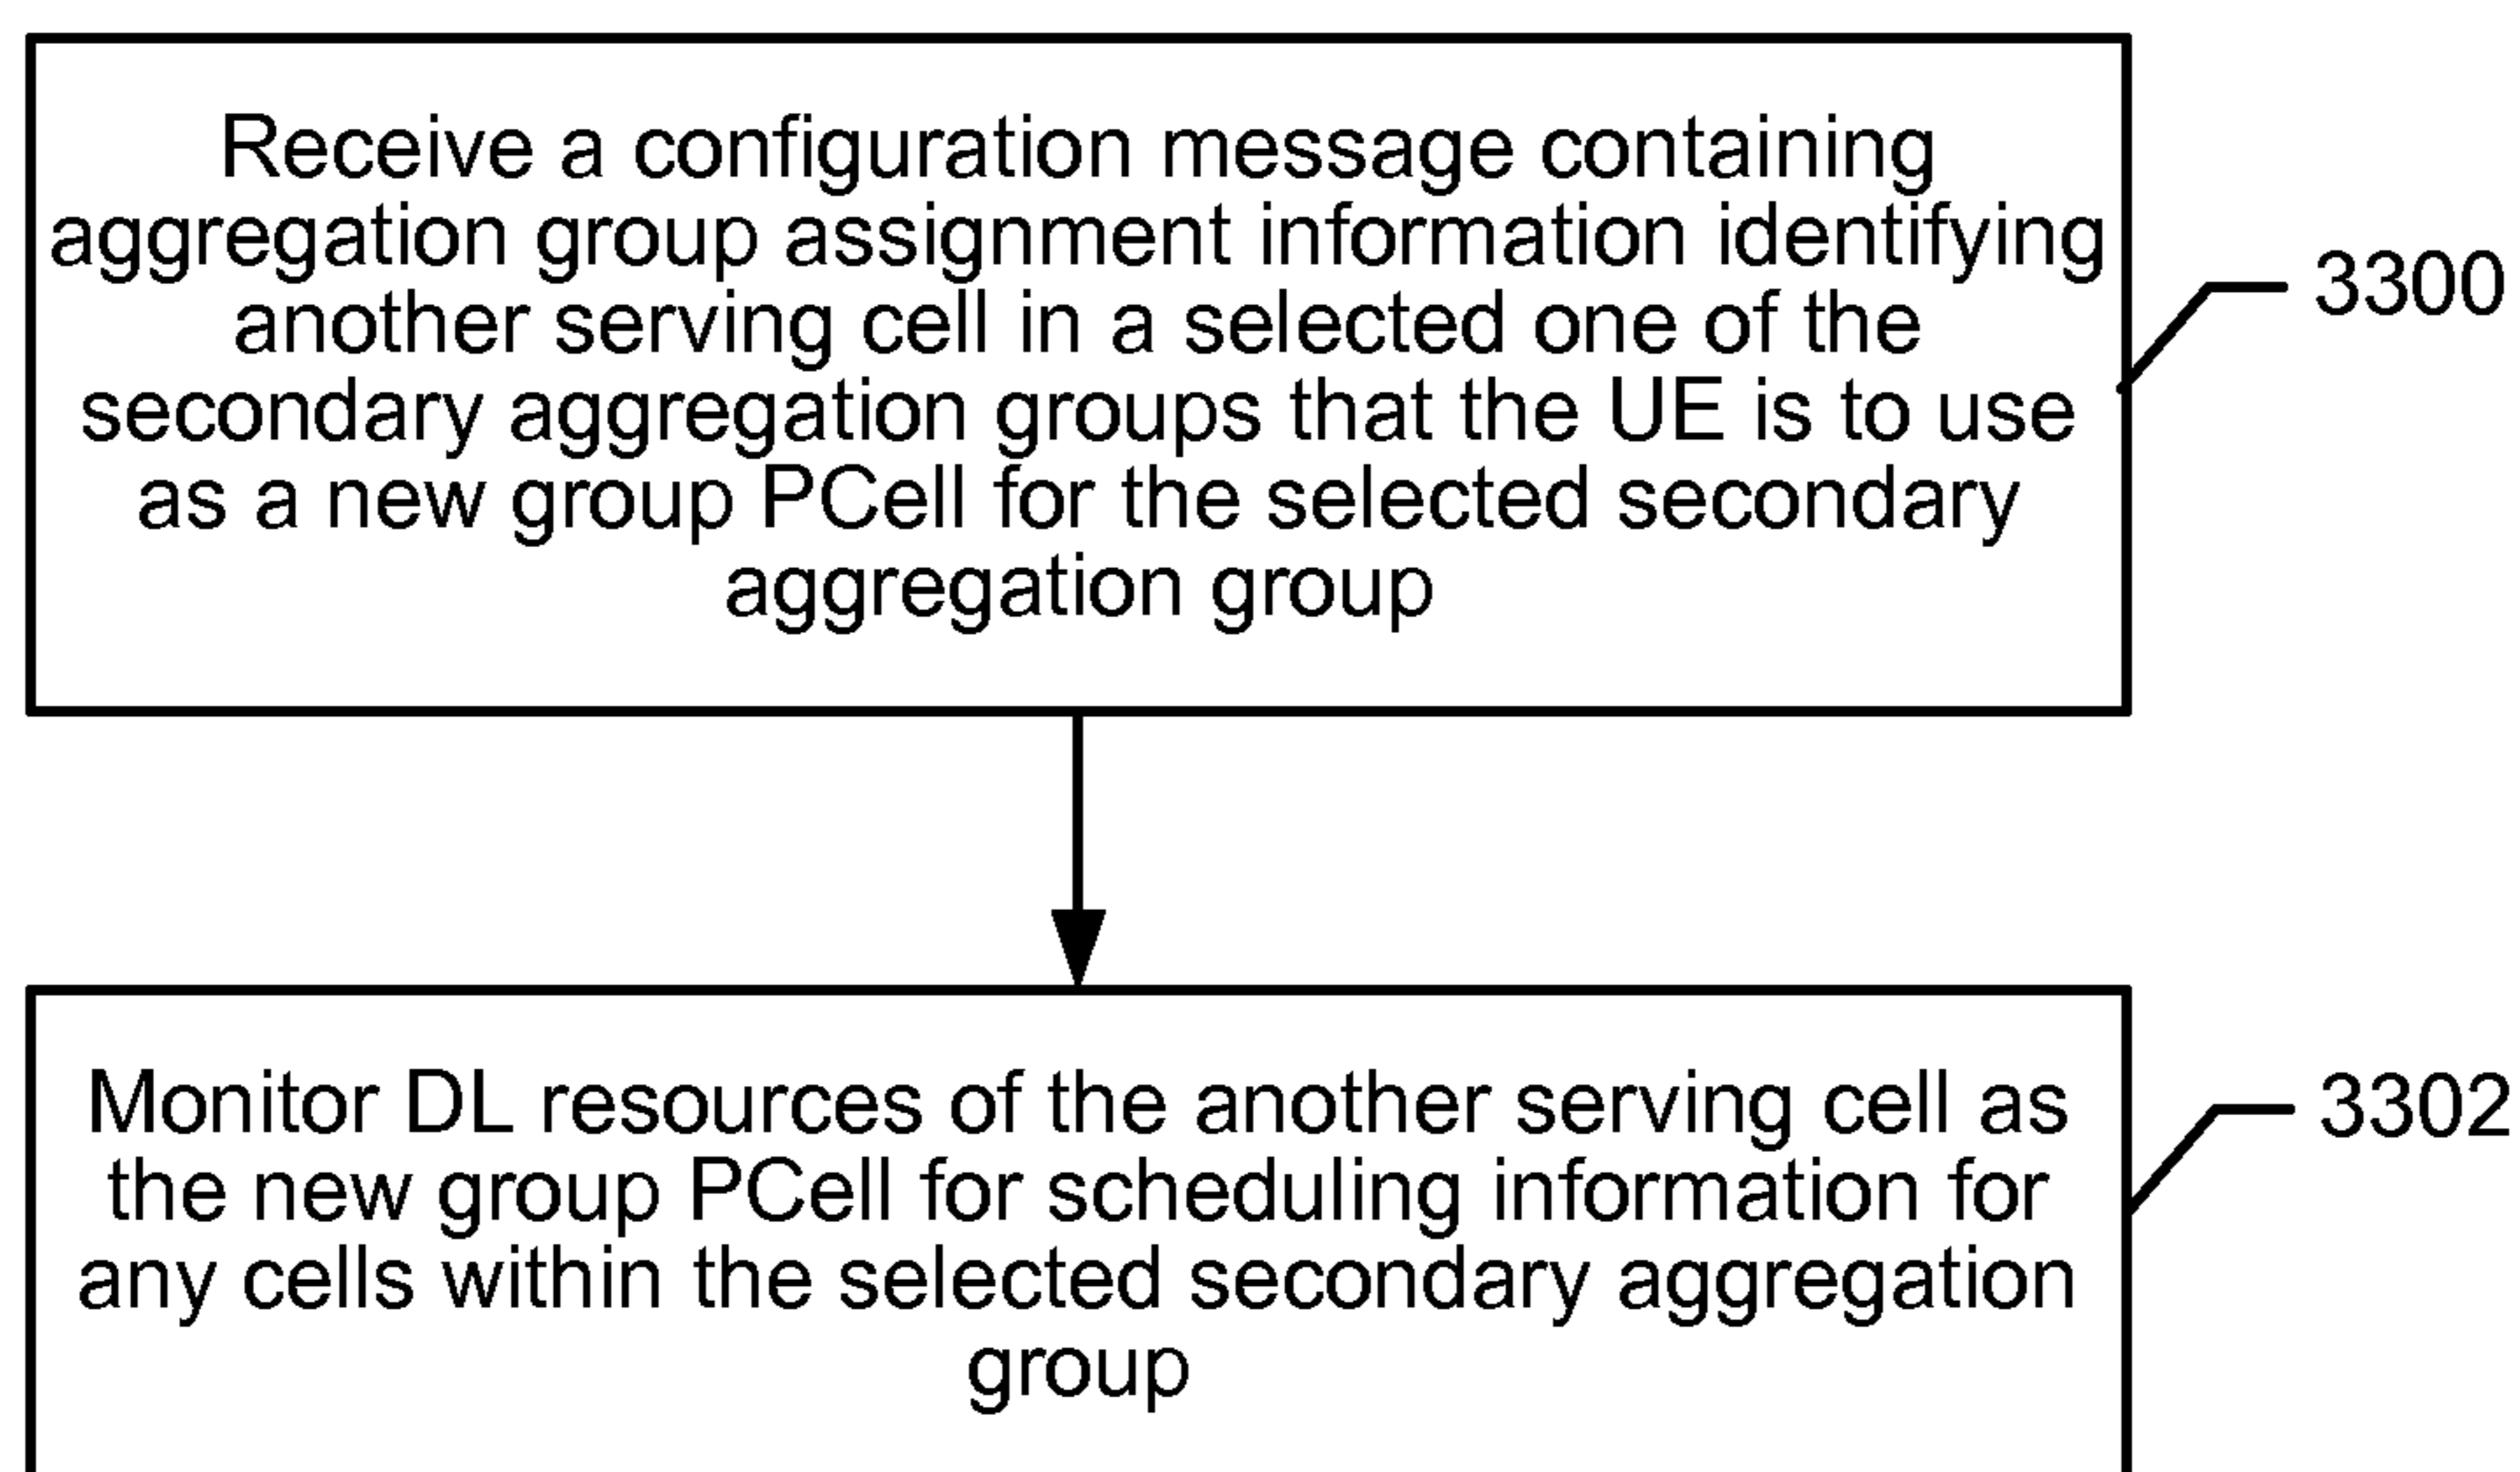 Receive a configuration message containing
aggregation group assignment information identifying
another serving cell in a selected one of the
secondary aggregation groups that the UE is to use
as a new group PCell for the selected secondary
aggregation group
3300
Monitor DL resources of the another serving cell as
the new group PCell for scheduling information for
any cells within the selected secondary aggregation
group
3302